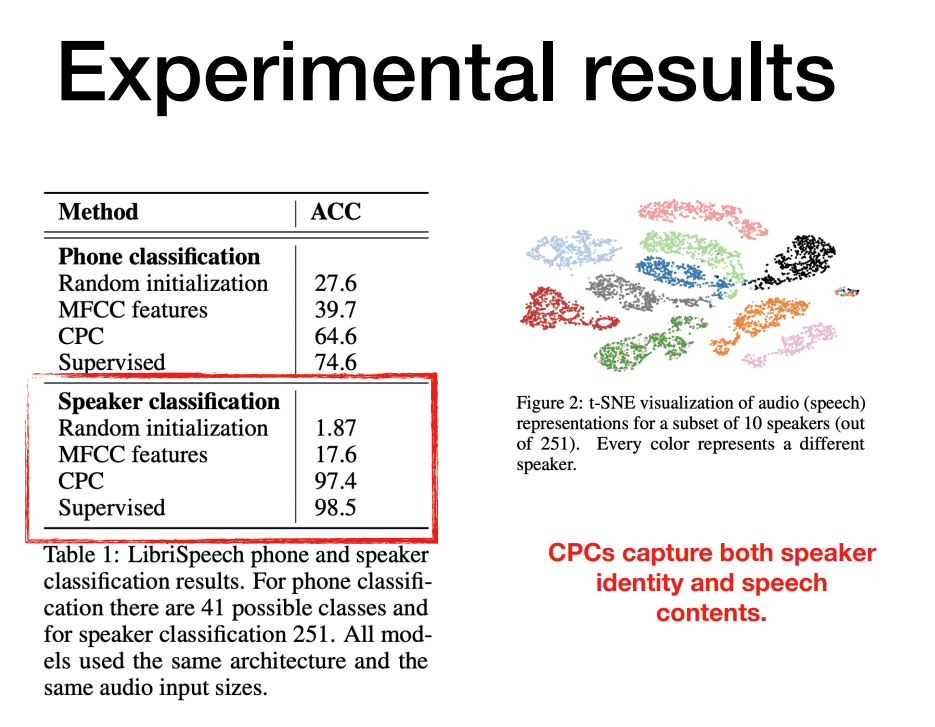 Experimental results
Method ACC
Phone classification
Random initialization 27.6
MFCC features 39.7
CPC 64.6
Supervised 74.6
Speaker classification
Random initialization 1.87
MFCC features 17.6
CPC 97.4
Supervised 98.5
Table 1: LibriSpeech phone and speaker
classification results. For phone classifi-
cation there are 41 possible classes and
for speaker classification 251. All mod-
els used the same architecture and the
same audio input sizes.
Figure 2: t-SNE visualization of audio (speech)
representations for a subset of 10 speakers (out
of 251). Every color represents a different
speaker.
CPCs capture both speaker
identity and speech
contents.